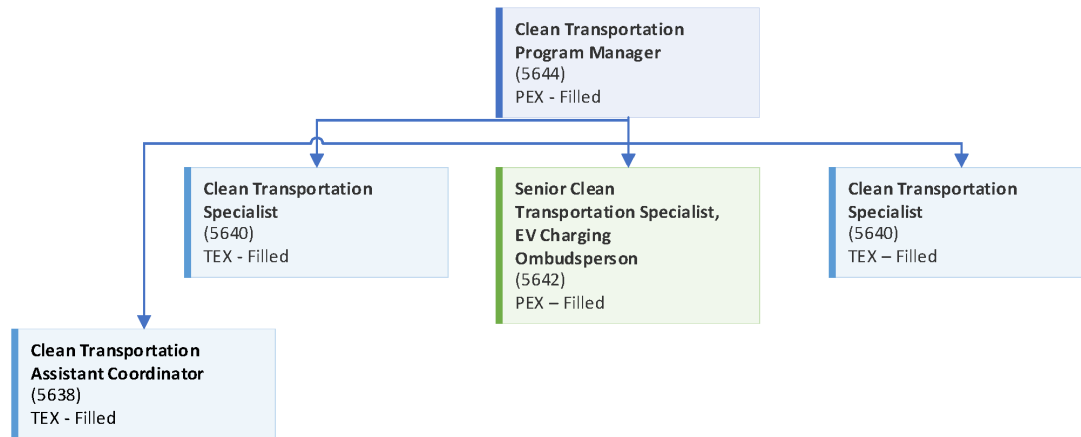 Clean Transportation
Program Manager
(5644)
PEX - Filled
Clean Transportation
Specialist
(5640)
TEX - Filled
Senior Clean
Transportation Specialist,
EV Charging
Ombudsperson
(5642)
PEX – Filled
Clean Transportation
Specialist
(5640)
TEX – Filled
Clean Transportation
Assistant Coordinator
(5638)
TEX - Filled